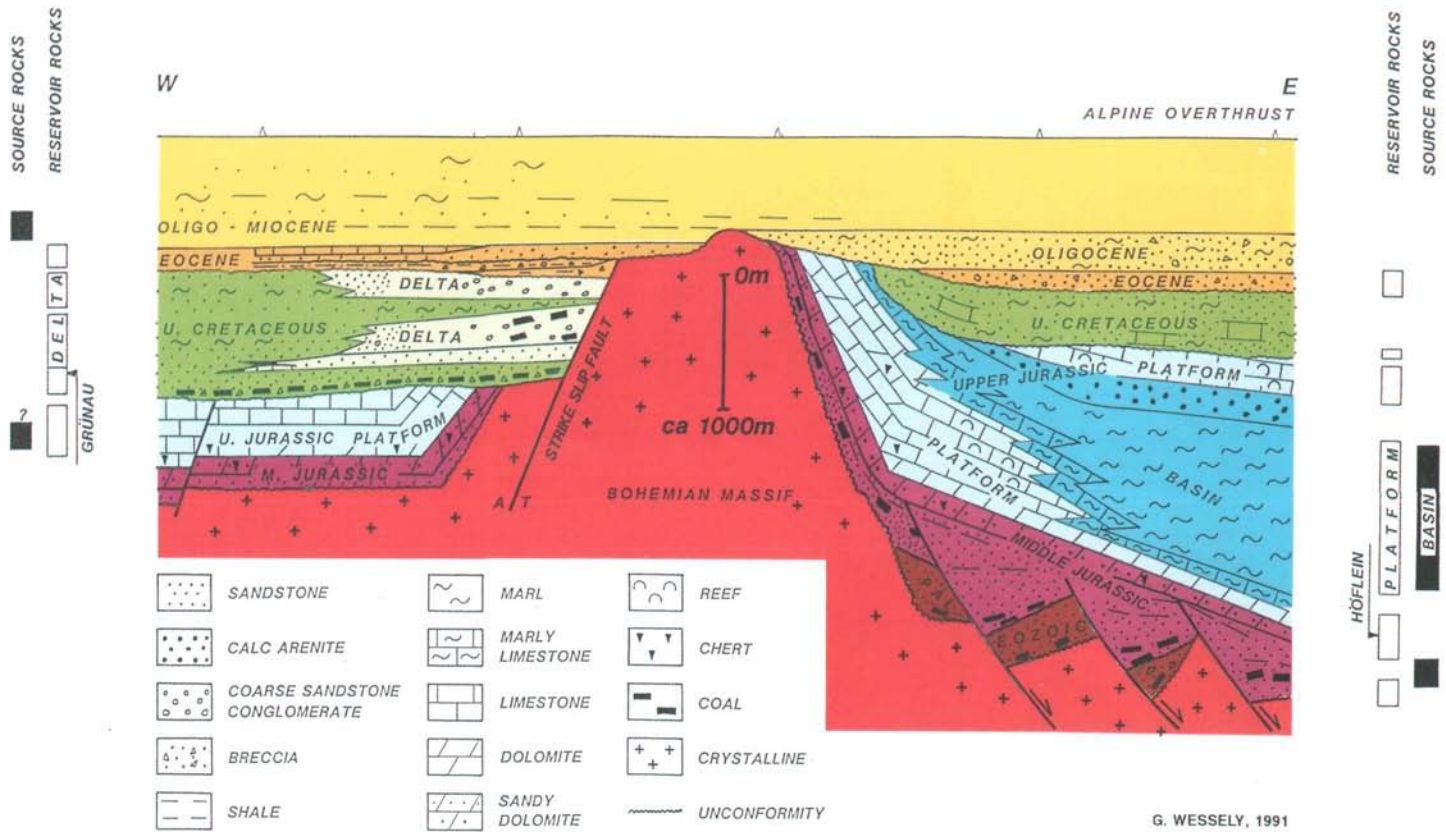 SOURCE ROCKS
RESERVOIR ROCKS
W
E
ALPINE OVERTHRUST
RESERVOIR ROCKS
SOURCE ROCKS
OLIGO - MIOCENE
EOCENE
DELTA
U. CRETACEOUS
DELTA
STRIKE SLIP FAULT
U. JURASSIC PLATFORM
M. JURASSIC
A T
0m
ca 1000m
BOHEMIAN MASSIF
OLIGOCENE
EOCENE
U. CRETACEOUS
PLATFORM
UPPER JURASSIC
BASIN
PLATFORM
MIDDLE JURASSIC
PAL
EOZOIC
DELTA
DEL
?
GRÜNAU
PLATFORM
BASIN
HÖFLEIN
SANDSTONE
CALC ARENITE
COARSE SANDSTONE
CONGLOMERATE
BRECCIA
SHALE
MARL
MARLY
LIMESTONE
LIMESTONE
DOLOMITE
SANDY
DOLOMITE
REEF
CHERT
COAL
CRYSTALLINE
UNCONFORMITY
G. WESSELY, 1991